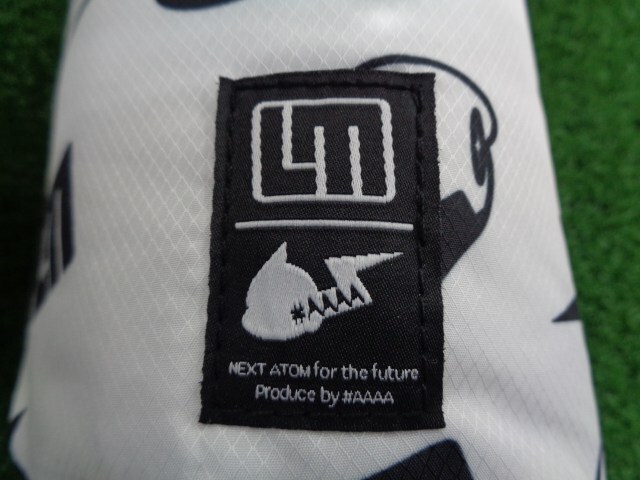 LM
#AAAA
NEXT ATOM for the future
Produce by #AAAA